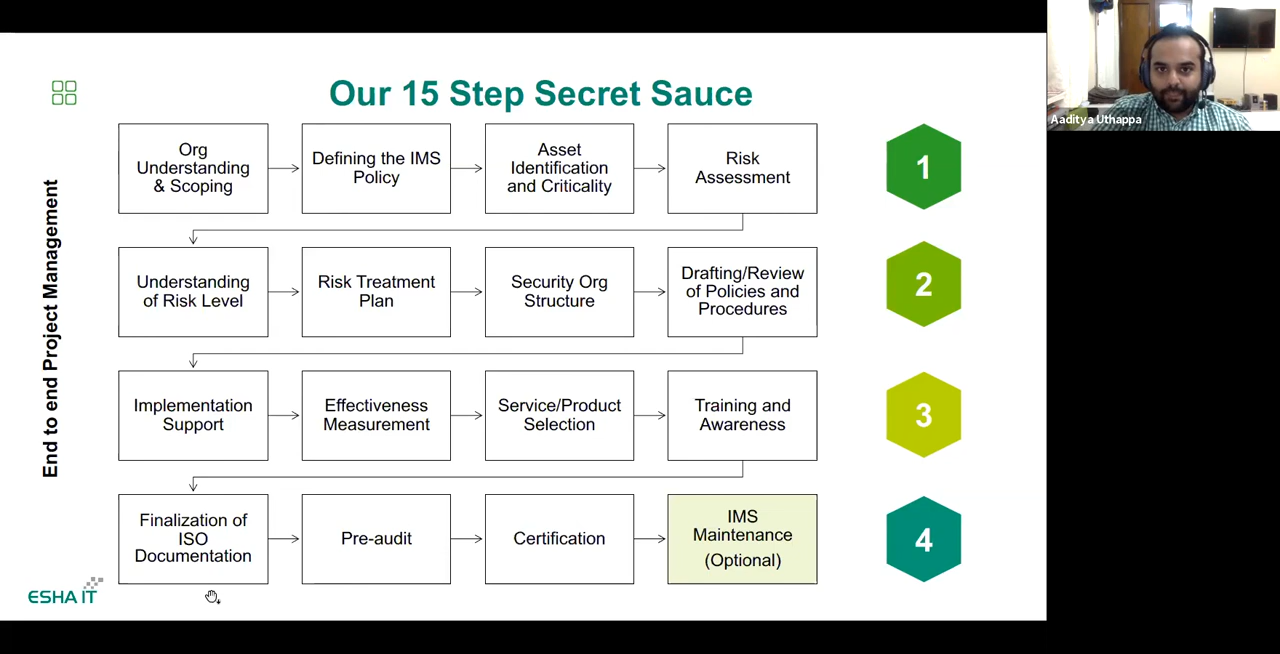 Our 15 Step Secret Sauce
Aaditya Uthappa
End to end Project Management
Org
Understanding
& Scoping
Defining the IMS
Policy
Asset
Identification
and Criticality
Risk
Assessment
1
Understanding
of Risk Level
Risk Treatment
Plan
Security Org
Structure
Drafting/Review
of Policies and
Procedures
2
Implementation
Support
Effectiveness
Measurement
Service/Product
Selection
Training and
Awareness
3
Finalization of
ISO
Documentation
Pre-audit
Certification
IMS
Maintenance
(Optional)
4
ESHA IT